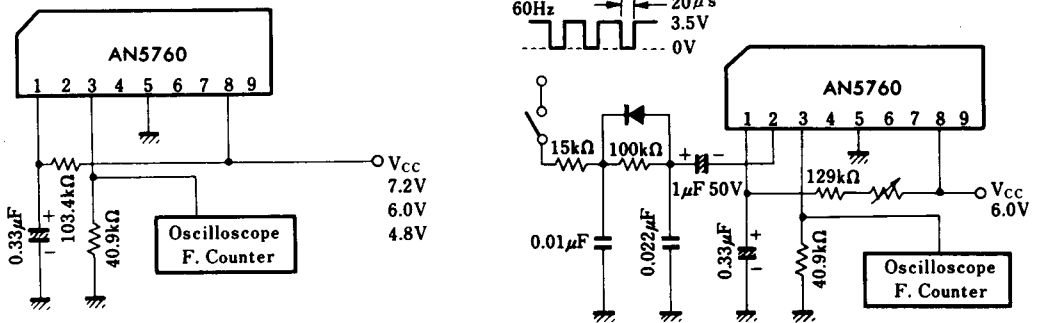 AN5760
1 2 3 4 5 6 7 8 9
103.4kΩ
0.33μF
+
−
40.9kΩ
VCC
7.2V
6.0V
4.8V
Oscilloscope
F. Counter
60Hz
20μs
3.5V
0V
AN5760
1 2 3 4 5 6 7 8 9
15kΩ
100kΩ
+ −
1μF 50V
129kΩ
VCC
6.0V
0.01μF
0.022μF
0.33μF
+
−
40.9kΩ
Oscilloscope
F. Counter